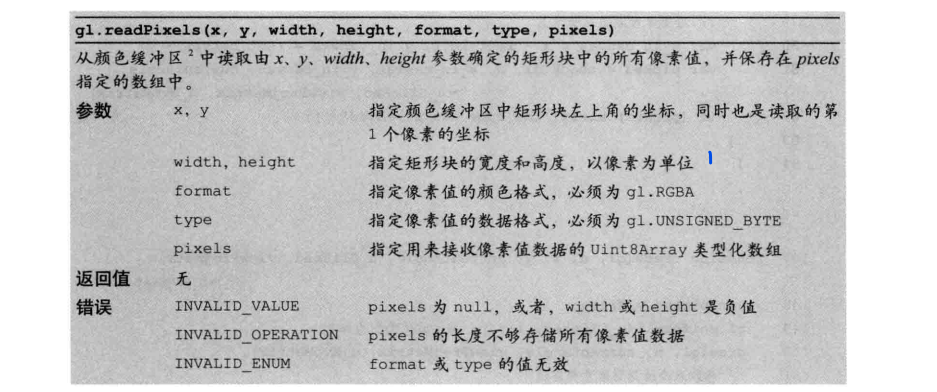 gl.readPixels(x, y, width, height, format, type, pixels)
从颜色缓冲区²中读取由 x、y、width、height 参数确定的矩形块中的所有像素值，并保存在 pixels
指定的数组中。
参数 x, y 指定颜色缓冲区中矩形块左上角的坐标，同时也是读取的第
1 个像素的坐标
width, height 指定矩形块的宽度和高度，以像素为单位
format 指定像素值的颜色格式，必须为 gl.RGBA
type 指定像素值的数据格式，必须为 gl.UNSIGNED_BYTE
pixels 指定用来接收像素值数据的 Uint8Array 类型化数组
返回值 无
错误 INVALID_VALUE pixels 为 null，或者，width 或 height 是负值
INVALID_OPERATION pixels 的长度不够存储所有像素值数据
INVALID_ENUM format 或 type 的值无效